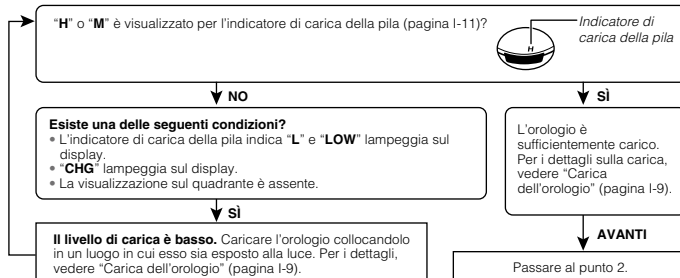 “H” o “M” è visualizzato per l’indicatore di carica della pila (pagina I-11)?
Indicatore di
carica della pila
H
NO
SÌ
Esiste una delle seguenti condizioni?
• L’indicatore di carica della pila indica “L” e “LOW” lampeggia sul
display.
• “CHG” lampeggia sul display.
• La visualizzazione sul quadrante è assente.
L’orologio è
sufficientemente carico.
Per i dettagli sulla carica,
vedere “Carica
dell’orologio” (pagina I-9).
SÌ
AVANTI
Il livello di carica è basso. Caricare l’orologio collocandolo
in un luogo in cui esso sia esposto alla luce. Per i dettagli,
vedere “Carica dell’orologio” (pagina I-9).
Passare al punto 2.